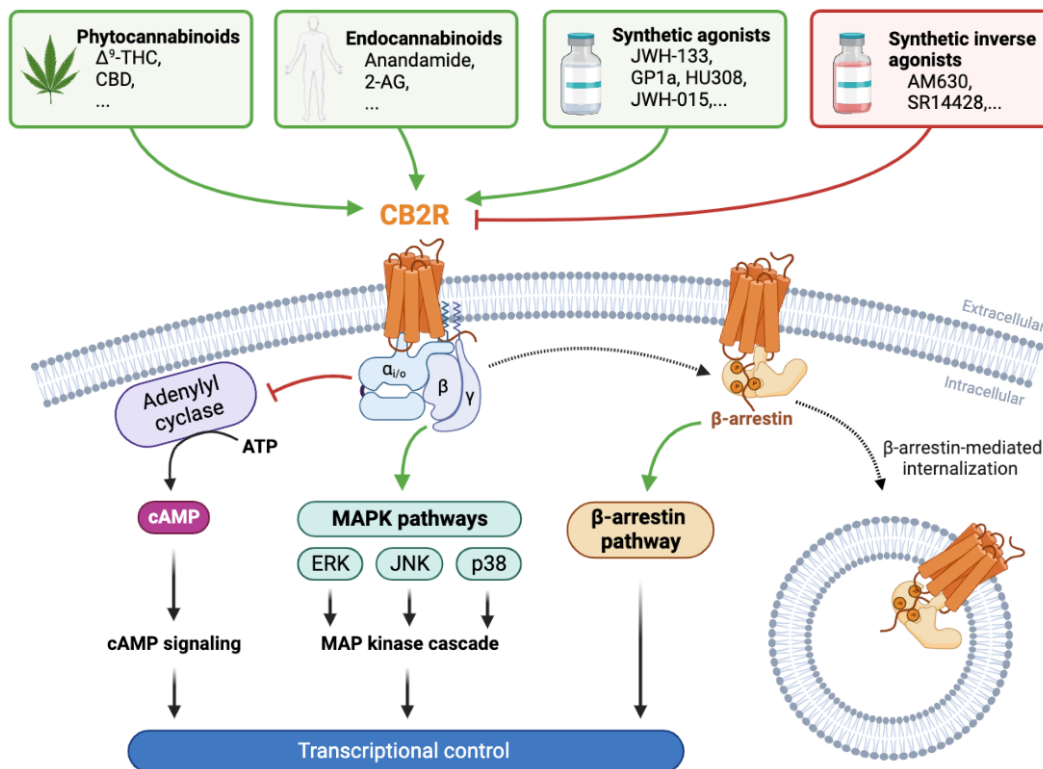 Phytocannabinoids
Δ⁹-THC,
CBD,
...
Endocannabinoids
Anandamide,
2-AG,
...
Synthetic agonists
JWH-133,
GP1a, HU308,
JWH-015,...
Synthetic inverse
agonists
AM630,
SR14428,...
CB2R
Extracellular
Intracellular
αi/o
β
γ
Adenylyl
cyclase
ATP
β-arrestin
β-arrestin-mediated
internalization
cAMP
MAPK pathways
ERK
JNK
p38
β-arrestin
pathway
cAMP signaling
MAP kinase cascade
Transcriptional control